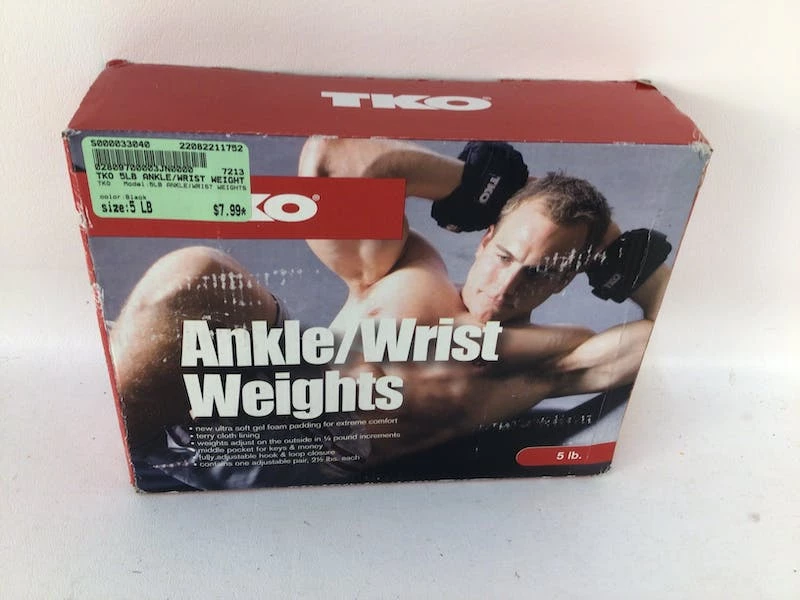 TKO®
S000033040 22082211752
02809700003JN0000 7213
TKO 5LB ANKLE/WRIST WEIGHT
TKO Model:5LB ANKLE/WRIST WEIGHTS
color:Black
size:5 LB $7.99*
KO®
TKO
TKO
Ankle/Wrist
Weights
• new ultra soft gel foam padding for extreme comfort
• terry cloth lining
• weights adjust on the outside in ¼ pound increments
• middle pocket for keys & money
• fully adjustable hook & loop closure
• contains one adjustable pair, 2½ lbs. each
5 lb.